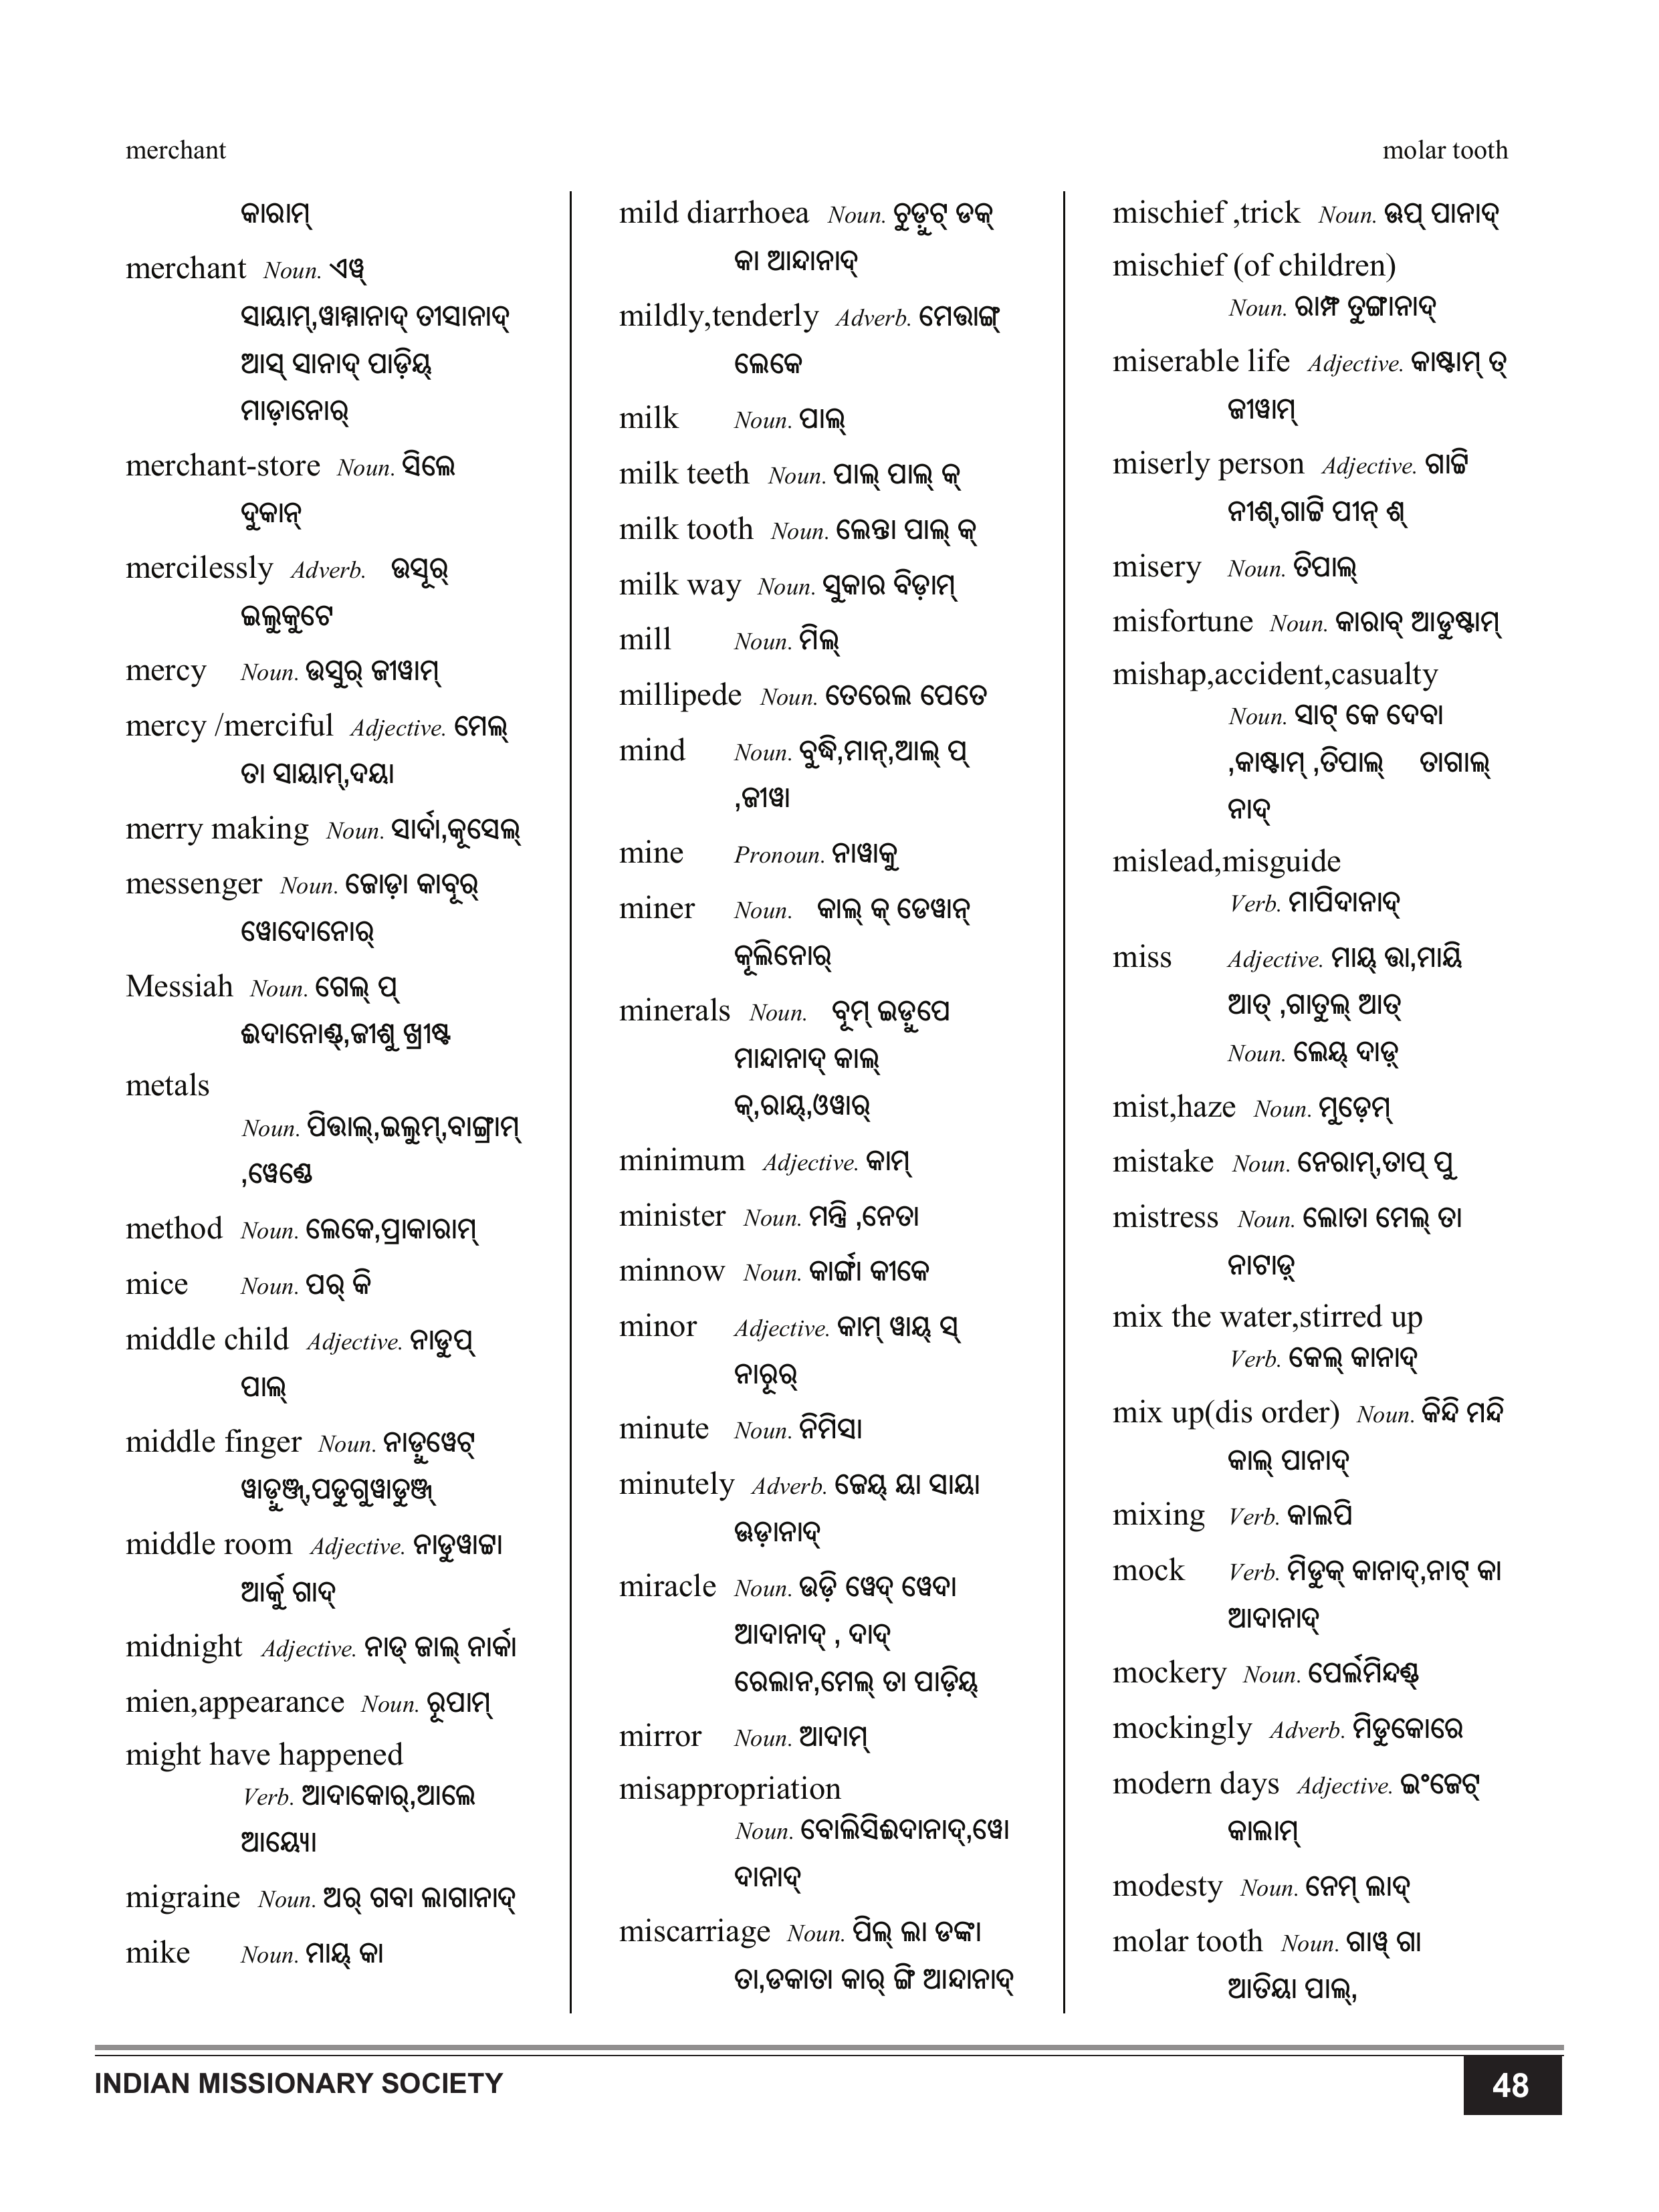 merchant
molar tooth
କାରାମ୍
merchant Noun. ଏୱ୍
ସାୟାମ୍,ୱାଣ୍ନାନାଦ୍ ତୀସାନାଦ୍
ଆସ୍ ସାନାଦ୍ ପାଡ଼ିୟ୍
ମାଡ଼ାନୋର୍
merchant-store Noun. ସିଲେ
ଦୁକାନ୍
mercilessly Adverb. ଉସୂର୍
ଇଲୁକୁଟେ
mercy Noun. ଉସୁର୍ ଜୀୱାମ୍
mercy /merciful Adjective. ମେଲ୍
ତା ସାୟାମ୍,ଦୟା
merry making Noun. ସାର୍ଦା,କୂସେଲ୍
messenger Noun. ଜୋଡ଼ା କାବୂର୍
ୱୋଦୋନୋର୍
Messiah Noun. ଗେଲ୍ ପ୍
ଈଦାନୋଣ୍ଡ୍,ଜୀଶୁ ଖ୍ରୀଷ୍ଟ
metals
Noun. ପିତ୍ତାଲ୍,ଇଲୁମ୍,ବାଙ୍ଗ୍ରାମ୍
,ୱେଣ୍ଡେ
method Noun. ଲେକେ,ପ୍ରାକାରାମ୍
mice Noun. ପର୍ କି
middle child Adjective. ନାଡୁପ୍
ପାଲ୍
middle finger Noun. ନାଡୁୱେଟ୍
ୱାଡୁଞ୍ଜ୍,ପଡୁଗୁୱାଡୁଞ୍ଜ୍
middle room Adjective. ନାଡୁୱାଟ୍ଟା
ଆର୍କୁ ଗାଦ୍
midnight Adjective. ନାଡ୍ ଜାଲ୍ ନାର୍କା
mien,appearance Noun. ରୂପାମ୍
might have happened
Verb. ଆଦାକୋର୍,ଆଲେ
ଆୟ୍ୟୋ
migraine Noun. ଅର୍ ଗବା ଲାଗାନାଦ୍
mike Noun. ମାୟ୍ କା
mild diarrhoea Noun. ଚୁଡ଼ୁଟ୍ ଡକ୍
କା ଆନ୍ଦାନାଦ୍
mildly,tenderly Adverb. ମେଭାଙ୍ଗ୍
ଲେକେ
milk Noun. ପାଲ୍
milk teeth Noun. ପାଲ୍ ପାଲ୍ କ୍
milk tooth Noun. ଲେନ୍ତା ପାଲ୍ କ୍
milk way Noun. ସୁକାର ବିଡ଼ାମ୍
mill Noun. ମିଲ୍
millipede Noun. ତେରେଲ ପେତେ
mind Noun. ବୁଦ୍ଧି,ମାନ୍,ଆଲ୍ ପ୍
,ଜୀୱା
mine Pronoun. ନାୱାକୁ
miner Noun. କାଲ୍ କ୍ ଡେୱାନ୍
କୂଲିନୋର୍
minerals Noun. ବୂମ୍ ଇଡ଼ୁପେ
ମାନ୍ଦାନାଦ୍ କାଲ୍
କ୍,ରାୟ୍,ଓୱାର୍
minimum Adjective. କାମ୍
minister Noun. ମନ୍ତ୍ରି ,ନେତା
minnow Noun. କାର୍ଙ୍ଗା କୀକେ
minor Adjective. କାମ୍ ୱାୟ୍ ସ୍
ନାରୂର୍
minute Noun. ନିମିସା
minutely Adverb. ଜେୟ୍ ୟା ସାୟା
ଊଡ଼ାନାଦ୍
miracle Noun. ଉଡ଼ି ୱେଦ୍ ୱେଦା
ଆଦାନାଦ୍ , ଦାଦ୍
ରେଲାନ,ମେଲ୍ ତା ପାଡ଼ିୟ୍
mirror Noun. ଆଦାମ୍
misappropriation
Noun. ବୋଲିସିଈଦାନାଦ୍,ୱୋ
ଦାନାଦ୍
miscarriage Noun. ପିଲ୍ ଲା ଡଙ୍କା
ତା,ଡକାତା କାର୍ ଙ୍ଗି ଆନ୍ଦାନାଦ୍
mischief ,trick Noun. ଊପ୍ ପାନାଦ୍
mischief (of children)
Noun. ରାମ୍ଫ ତୁଙ୍ଗାନାଦ୍
miserable life Adjective. କାଷ୍ଟାମ୍ ତ୍
ଜୀୱାମ୍
miserly person Adjective. ଗାଟ୍ଟି
ନୀଶ୍,ଗାଟ୍ଟି ପୀନ୍ ଶ୍
misery Noun. ତିପାଲ୍
misfortune Noun. କାରାବ୍ ଆଡୁଷ୍ଟାମ୍
mishap,accident,casualty
Noun. ସାଟ୍ କେ ଦେବା
,କାଷ୍ଟାମ୍ ,ତିପାଲ୍ ତାଗାଲ୍
ନାଦ୍
mislead,misguide
Verb. ମାପିଦାନାଦ୍
miss Adjective. ମାୟ୍ ତ୍ତା,ମାୟି
ଆତ୍ ,ଗାତୁଲ୍ ଆତ୍
Noun. ଲେୟ୍ ଦାଡ଼୍
mist,haze Noun. ମୁଡ଼େମ୍
mistake Noun. ନେରାମ୍,ତାପ୍ ପୁ
mistress Noun. ଲୋତା ମେଲ୍ ତା
ନାଟାଡ଼୍
mix the water,stirred up
Verb. କେଲ୍ କାନାଦ୍
mix up(dis order) Noun. କିନ୍ଦି ମନ୍ଦି
କାଲ୍ ପାନାଦ୍
mixing Verb. କାଲପି
mock Verb. ମିଡୁକ୍ କାନାଦ୍,ନାଟ୍ କା
ଆଦାନାଦ୍
mockery Noun. ପେର୍ଲମିନ୍ଦଣ୍ଡ୍
mockingly Adverb. ମିଡୁକୋରେ
modern days Adjective. ଇଂଜେଟ୍
କାଲାମ୍
modesty Noun. ନେମ୍ ଲାଦ୍
molar tooth Noun. ଗାୱ୍ ଗା
ଆତିୟା ପାଲ୍,
INDIAN MISSIONARY SOCIETY
48